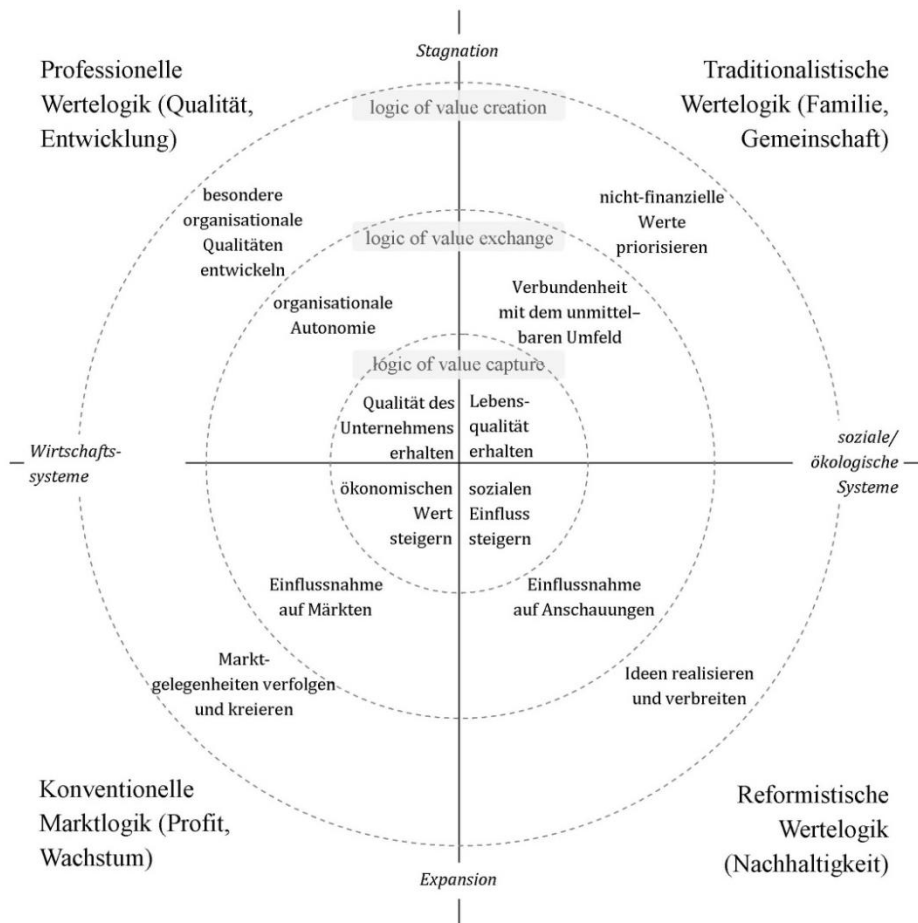 Stagnation
Professionelle
Wertelogik (Qualität,
Entwicklung)
Traditionalistische
Wertelogik (Familie,
Gemeinschaft)
logic of value creation
besondere
organisationale
Qualitäten
entwickeln
nicht-finanzielle
Werte
priorisieren
logic of value exchange
organisationale
Autonomie
Verbundenheit
mit dem unmittel–
baren Umfeld
logic of value capture
Qualität des
Unternehmens
erhalten
Lebens-
qualität
erhalten
Wirtschafts-
systeme
soziale/
ökologische
Systeme
ökonomischen
Wert
steigern
sozialen
Einfluss
steigern
Einflussnahme
auf Märkten
Einflussnahme
auf Anschauungen
Markt-
gelegenheiten verfolgen
und kreieren
Ideen realisieren
und verbreiten
Konventionelle
Marktlogik (Profit,
Wachstum)
Reformistische
Wertelogik
(Nachhaltigkeit)
Expansion